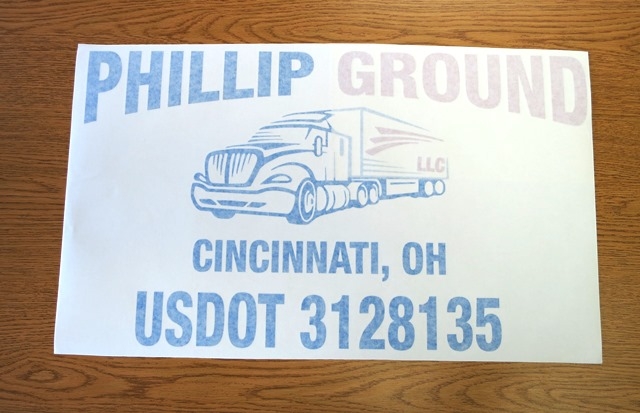 PHILLIP GROUND
LLC
CINCINNATI, OH
USDOT 3128135